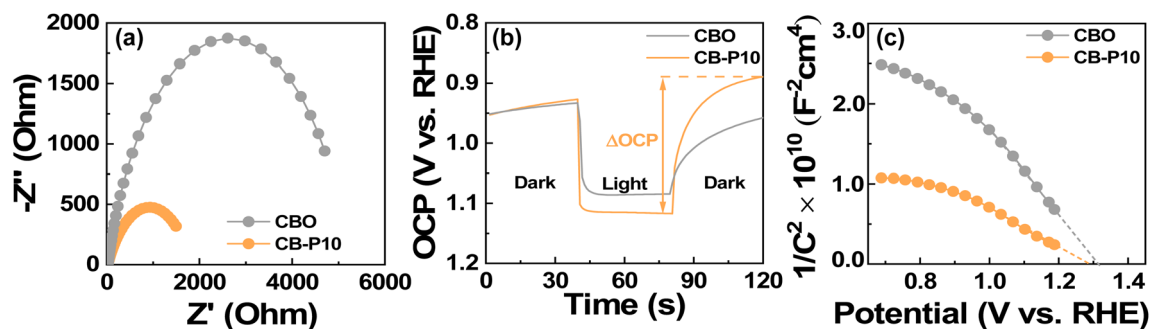 (a)
-Z'' (Ohm)
2000
1500
1000
500
0
CBO
CB-P10
0 2000 4000 6000
Z' (Ohm)
(b)
OCP (V vs. RHE)
0.8
0.9
1.0
1.1
1.2
CBO
CB-P10
ΔOCP
Dark
Light
Dark
0 40 80 120
Time (s)
(c)
1/C² × 10¹⁰ (F⁻²cm⁴)
3.0
2.0
1.0
0.0
CBO
CB-P10
0.8 1.0 1.2 1.4
Potential (V vs. RHE)